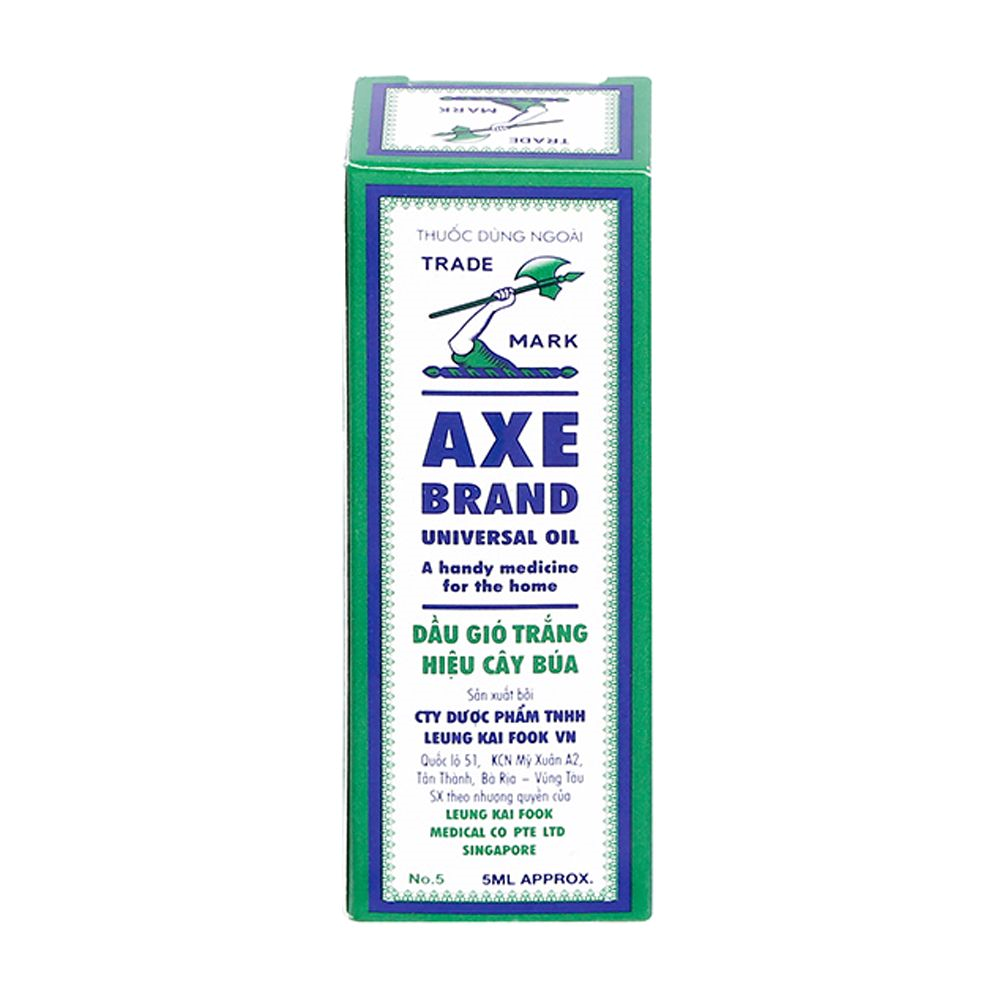 TRADE
MARK
THUỐC DÙNG NGOÀI
TRADE
MARK
AXE
BRAND
UNIVERSAL OIL
A handy medicine
for the home
DẦU GIÓ TRẮNG
HIỆU CÂY BÚA
Sản xuất bởi
CTY DƯỢC PHẨM TNHH
LEUNG KAI FOOK VN
Quốc lộ 51, KCN Mỹ Xuân A2,
Tân Thành, Bà Rịa – Vũng Tàu
SX theo nhượng quyền của
LEUNG KAI FOOK
MEDICAL CO PTE LTD
SINGAPORE
No.5 5ML APPROX.